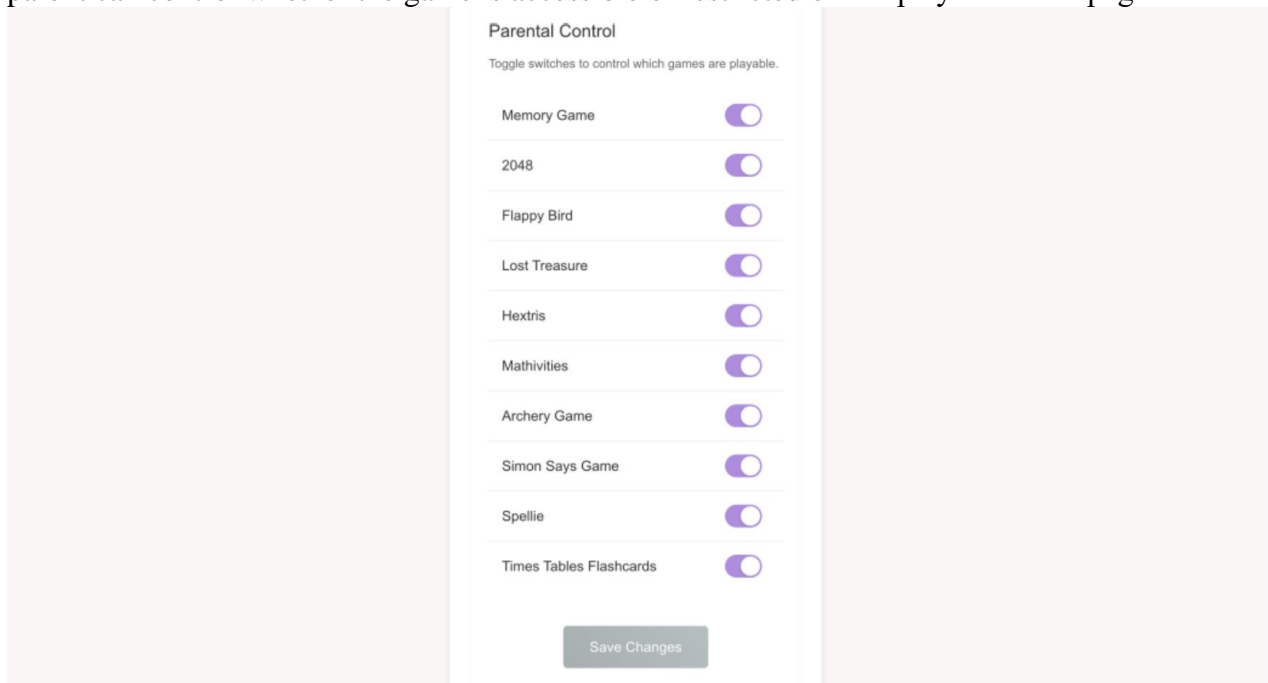 Parental Control
Toggle switches to control which games are playable.
Memory Game
2048
Flappy Bird
Lost Treasure
Hextris
Mathivities
Archery Game
Simon Says Game
Spellie
Times Tables Flashcards
Save Changes